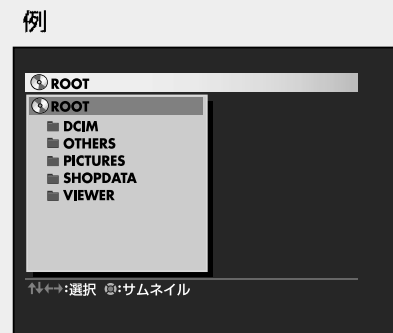 例
ROOT
ROOT
DCIM
OTHERS
PICTURES
SHOPDATA
VIEWER
↑↓←→:選択 :サムネイル